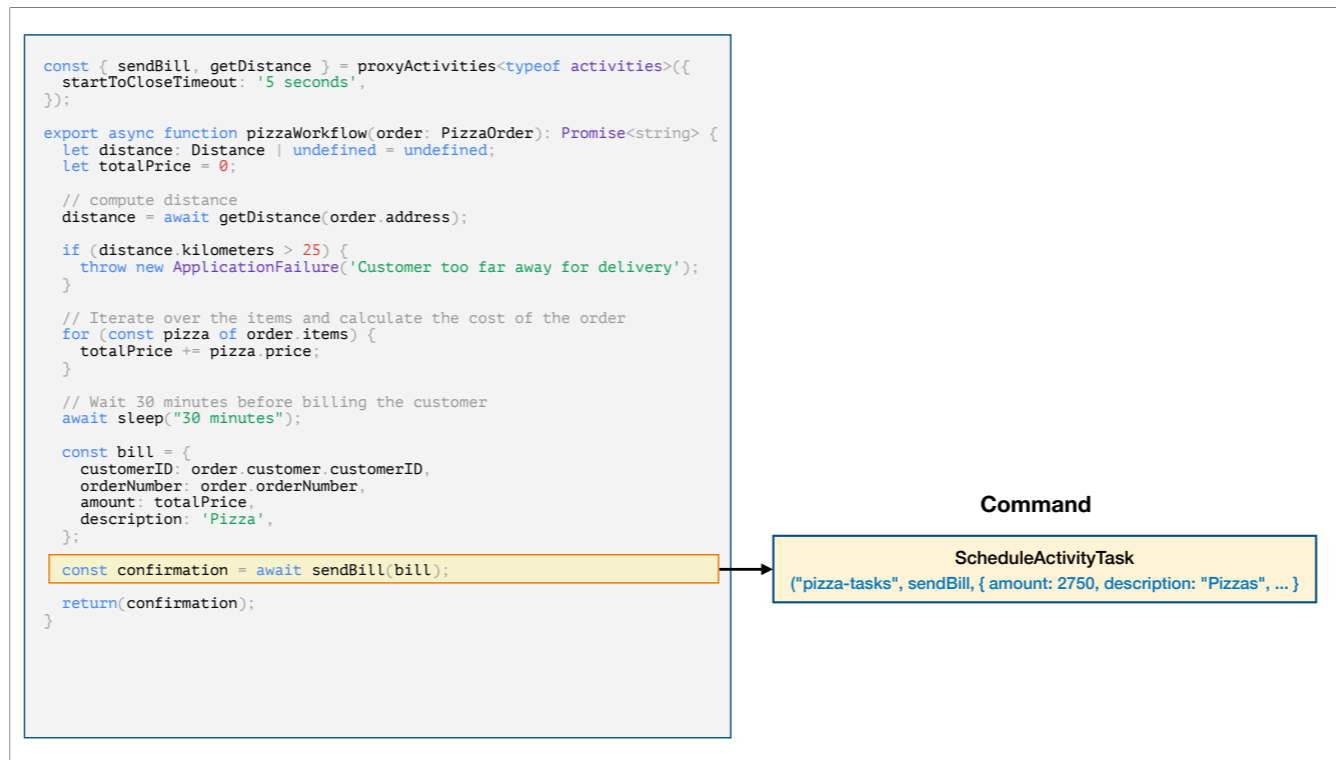 const { sendBill, getDistance } = proxyActivities<typeof activities>({
  startToCloseTimeout: '5 seconds',
});
export async function pizzaWorkflow(order: PizzaOrder): Promise<string> {
  let distance: Distance | undefined = undefined;
  let totalPrice = 0;
  // compute distance
  distance = await getDistance(order.address);
  if (distance.kilometers > 25) {
    throw new ApplicationFailure('Customer too far away for delivery');
  }
  // Iterate over the items and calculate the cost of the order
  for (const pizza of order.items) {
    totalPrice += pizza.price;
  }
  // Wait 30 minutes before billing the customer
  await sleep("30 minutes");
  const bill = {
    customerID: order.customer.customerID,
    orderNumber: order.orderNumber,
    amount: totalPrice,
    description: 'Pizza',
  };
  const confirmation = await sendBill(bill);
  return(confirmation);
}
Command
ScheduleActivityTask
("pizza-tasks", sendBill, { amount: 2750, description: "Pizzas", ... }